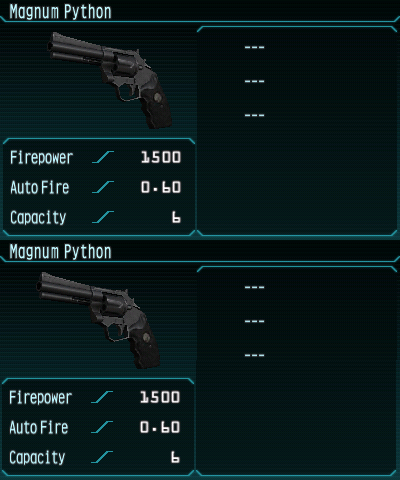 Magnum Python
---
---
---
Firepower 1500
Auto Fire 0.60
Capacity 6
Magnum Python
---
---
---
Firepower 1500
Auto Fire 0.60
Capacity 6